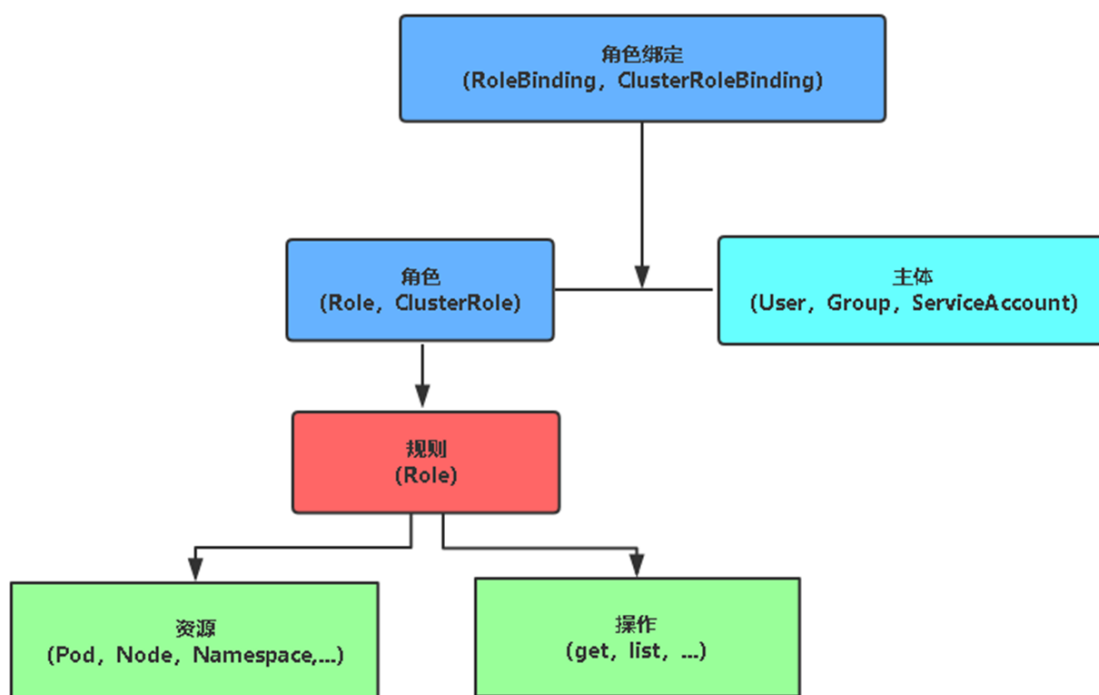 角色绑定
(RoleBinding，ClusterRoleBinding)
角色
(Role，ClusterRole)
主体
(User，Group，ServiceAccount)
规则
(Role)
资源
(Pod，Node，Namespace,...)
操作
(get，list，...)